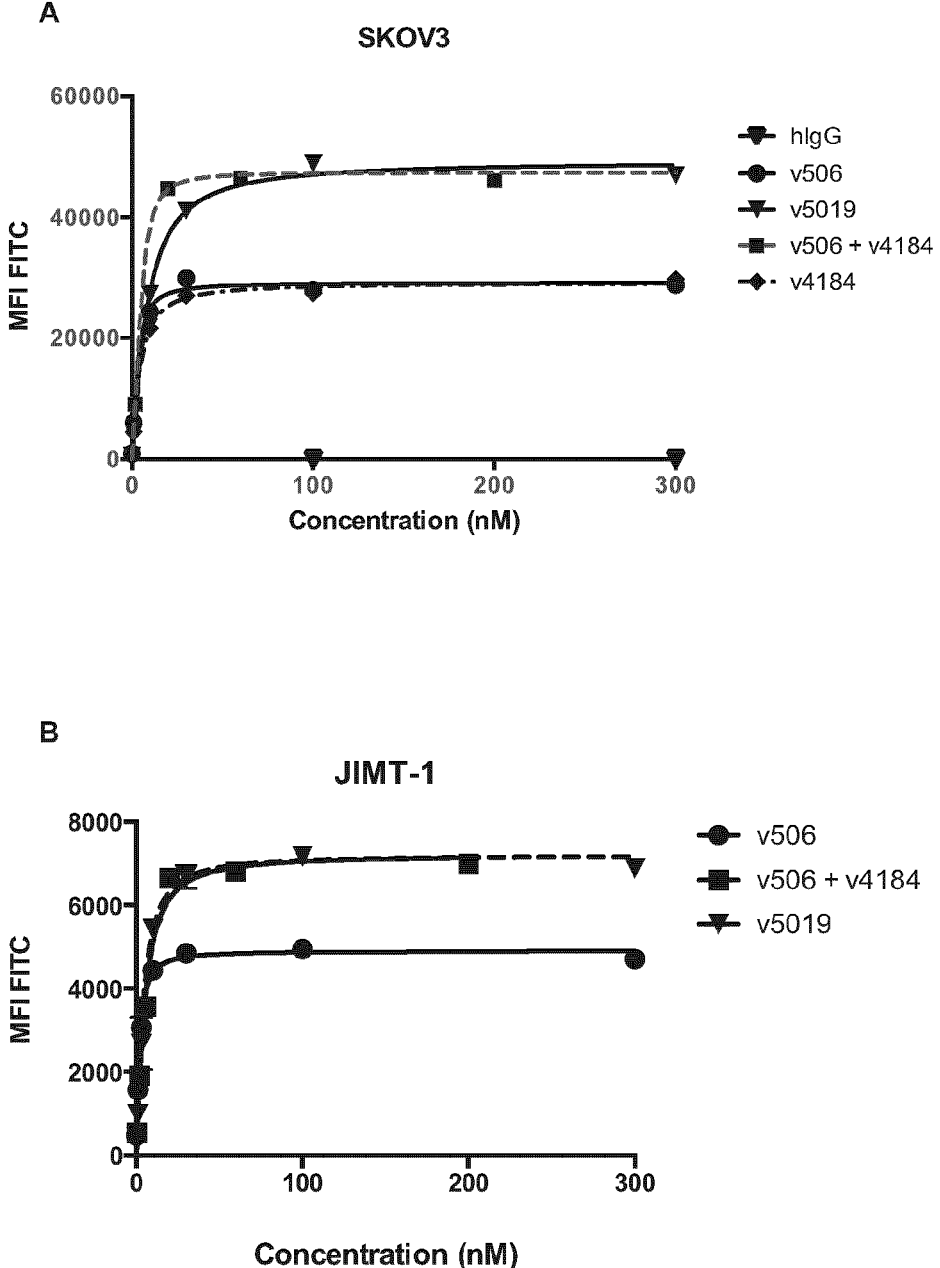 A
SKOV3
60000
40000
20000
0
MFI FITC
0 100 200 300
Concentration (nM)
hIgG
v506
v5019
v506 + v4184
v4184
B
JIMT-1
8000
6000
4000
2000
0
MFI FITC
0 100 200 300
Concentration (nM)
v506
v506 + v4184
v5019